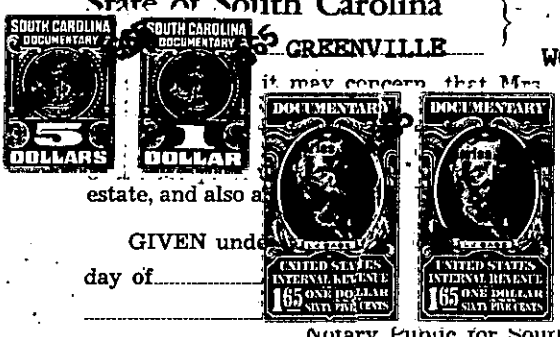 State of South Carolina
SOUTH CAROLINA
DOCUMENTARY
5
DOLLARS
SOUTH CAROLINA
DOCUMENTARY
1
DOLLAR
GREENVILLE
it may concern, that Mrs
DOCUMENTARY
UNITED STATES
INTERNAL REVENUE
165 ONE DOLLAR
SIXTY FIVE CENTS
DOCUMENTARY
UNITED STATES
INTERNAL REVENUE
165 ONE DOLLAR
SIXTY FIVE CENTS
estate, and also a
GIVEN unde
day of
Notary Public for Sout